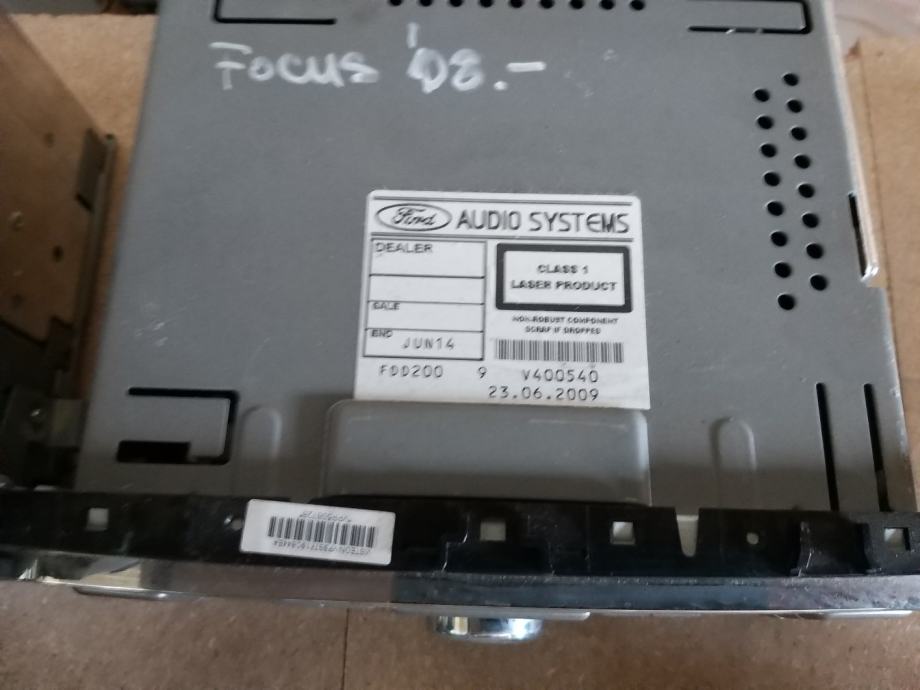 Focus '08.-
Ford AUDIO SYSTEMS
DEALER
CLASS 1
LASER PRODUCT
SALE
NON-ROBUST COMPONENT
SCRAP IF DROPPED
END
JUN14
FDD200 9 V400540
23.06.2009